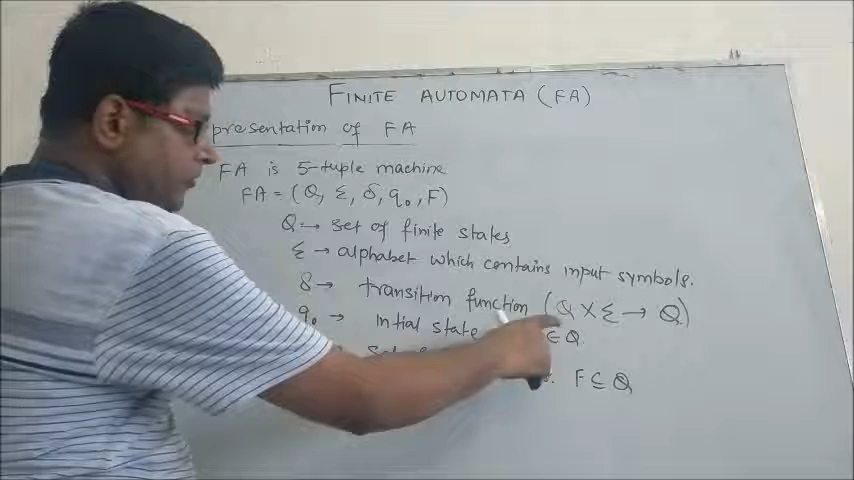 FINITE AUTOMATA (FA)
presentation of FA
FA is 5-tuple machine
FA = (Q, Σ, δ, q₀, F)
Q → set of finite states
Σ → alphabet which contains input symbols.
δ → transition function (Q X Σ → Q)
q₀ → Intial state ∈ Q.
F ⊆ Q